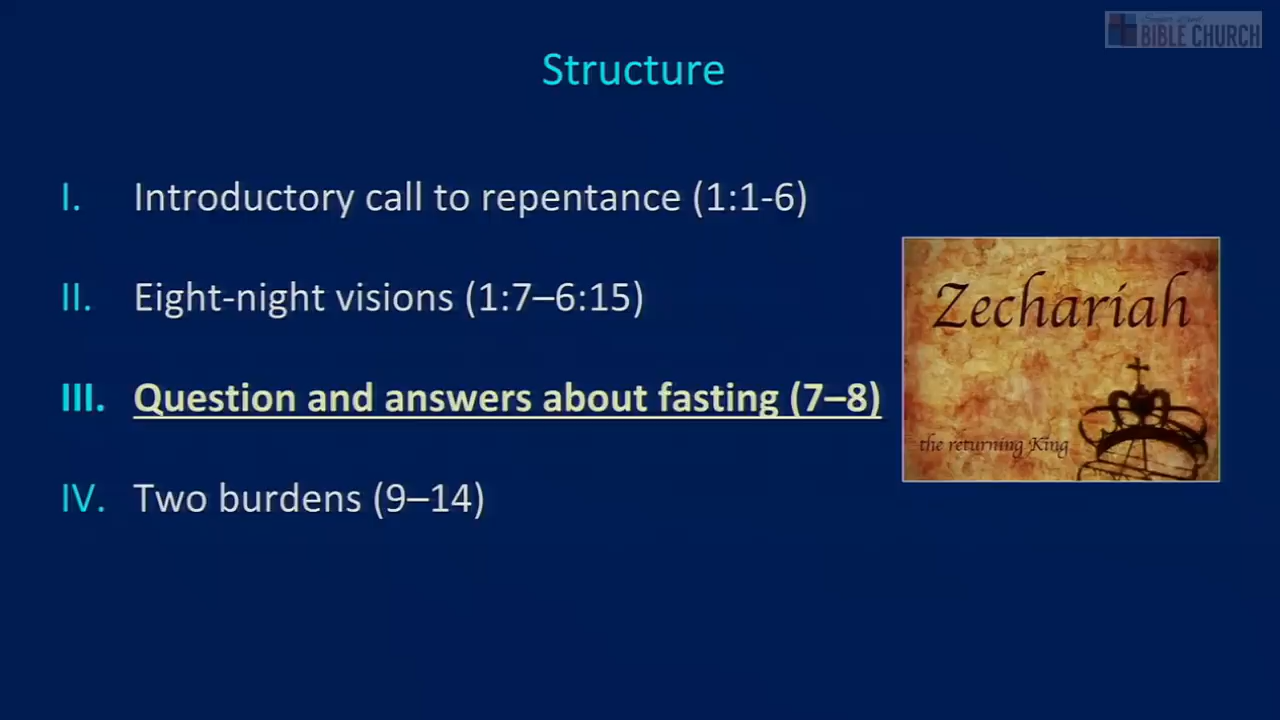 BIBLE CHURCH
Structure
I. Introductory call to repentance (1:1-6)
II. Eight-night visions (1:7–6:15)
III. Question and answers about fasting (7–8)
IV. Two burdens (9–14)
Zechariah
the returning King